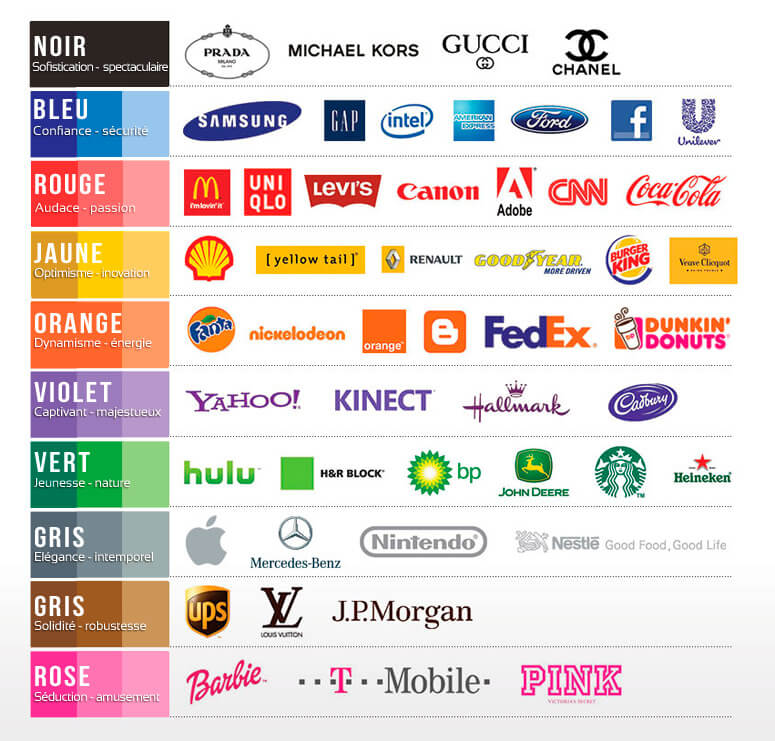 NOIR
Sofistication - spectaculaire
PRADA
MILANO
MICHAEL KORS
GUCCI
CHANEL
BLEU
Confiance - sécurité
SAMSUNG
GAP
intel
AMERICAN
EXPRESS
Ford
f
Unilever
ROUGE
Audace - passion
M
i'm lovin' it
UNI
QLO
LEVI'S
Canon
Adobe
CNN
Coca-Cola
JAUNE
Optimisme - inovation
[ yellow tail ]
RENAULT
GOODYEAR
MORE DRIVEN
BURGER
KING
Veuve Clicquot
ORANGE
Dynamisme - énergie
Fanta
nickelodeon
orange
B
FedEx
DUNKIN'
DONUTS
VIOLET
Captivant - majestueux
YAHOO!
KINECT
Hallmark
Cadbury
VERT
Jeunesse - nature
hulu
H&R BLOCK
bp
JOHN DEERE
TM
Heineken
GRIS
Elégance - intemporel
Mercedes-Benz
Nintendo
Nestlé Good Food, Good Life
GRIS
Solidité - robustesse
ups
LV
LOUIS VUITTON
J.P.Morgan
ROSE
Séduction - amusement
Barbie
T Mobile
PINK
VICTORIA'S SECRET